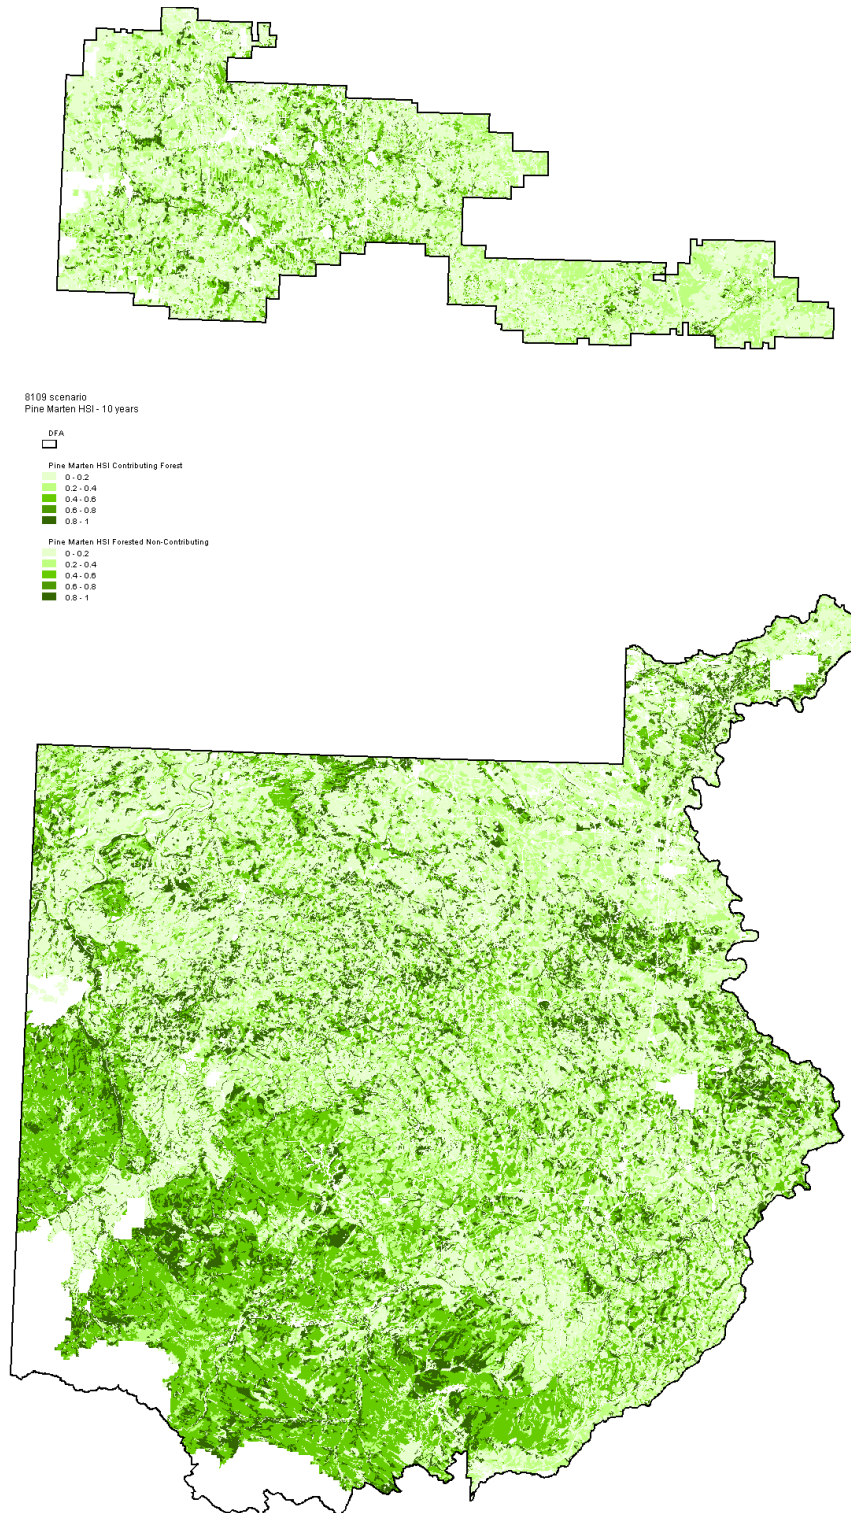 8109 scenario
Pine Marten HSI - 10 years
DFA
Pine Marten HSI Contributing Forest
0 - 0.2
0.2 - 0.4
0.4 - 0.6
0.6 - 0.8
0.8 - 1
Pine Marten HSI Forested Non-Contributing
0 - 0.2
0.2 - 0.4
0.4 - 0.6
0.6 - 0.8
0.8 - 1